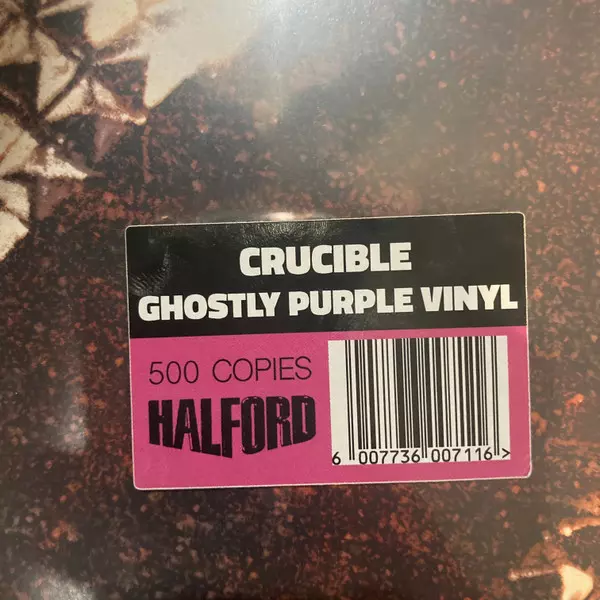 CRUCIBLE
GHOSTLY PURPLE VINYL
500 COPIES
HALFORD
6 007736 007116 >